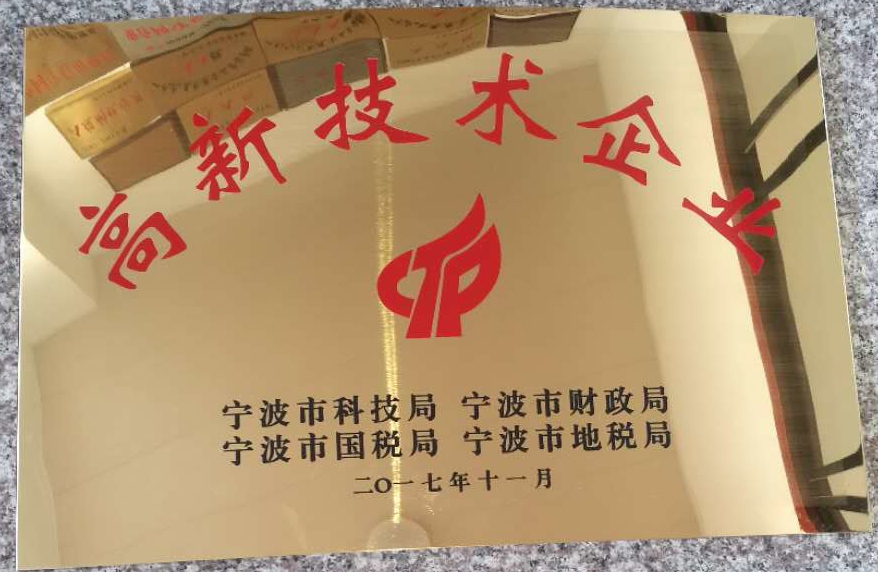 高新技术企业
宁波市科技局 宁波市财政局
宁波市国税局 宁波市地税局
二〇一七年十一月